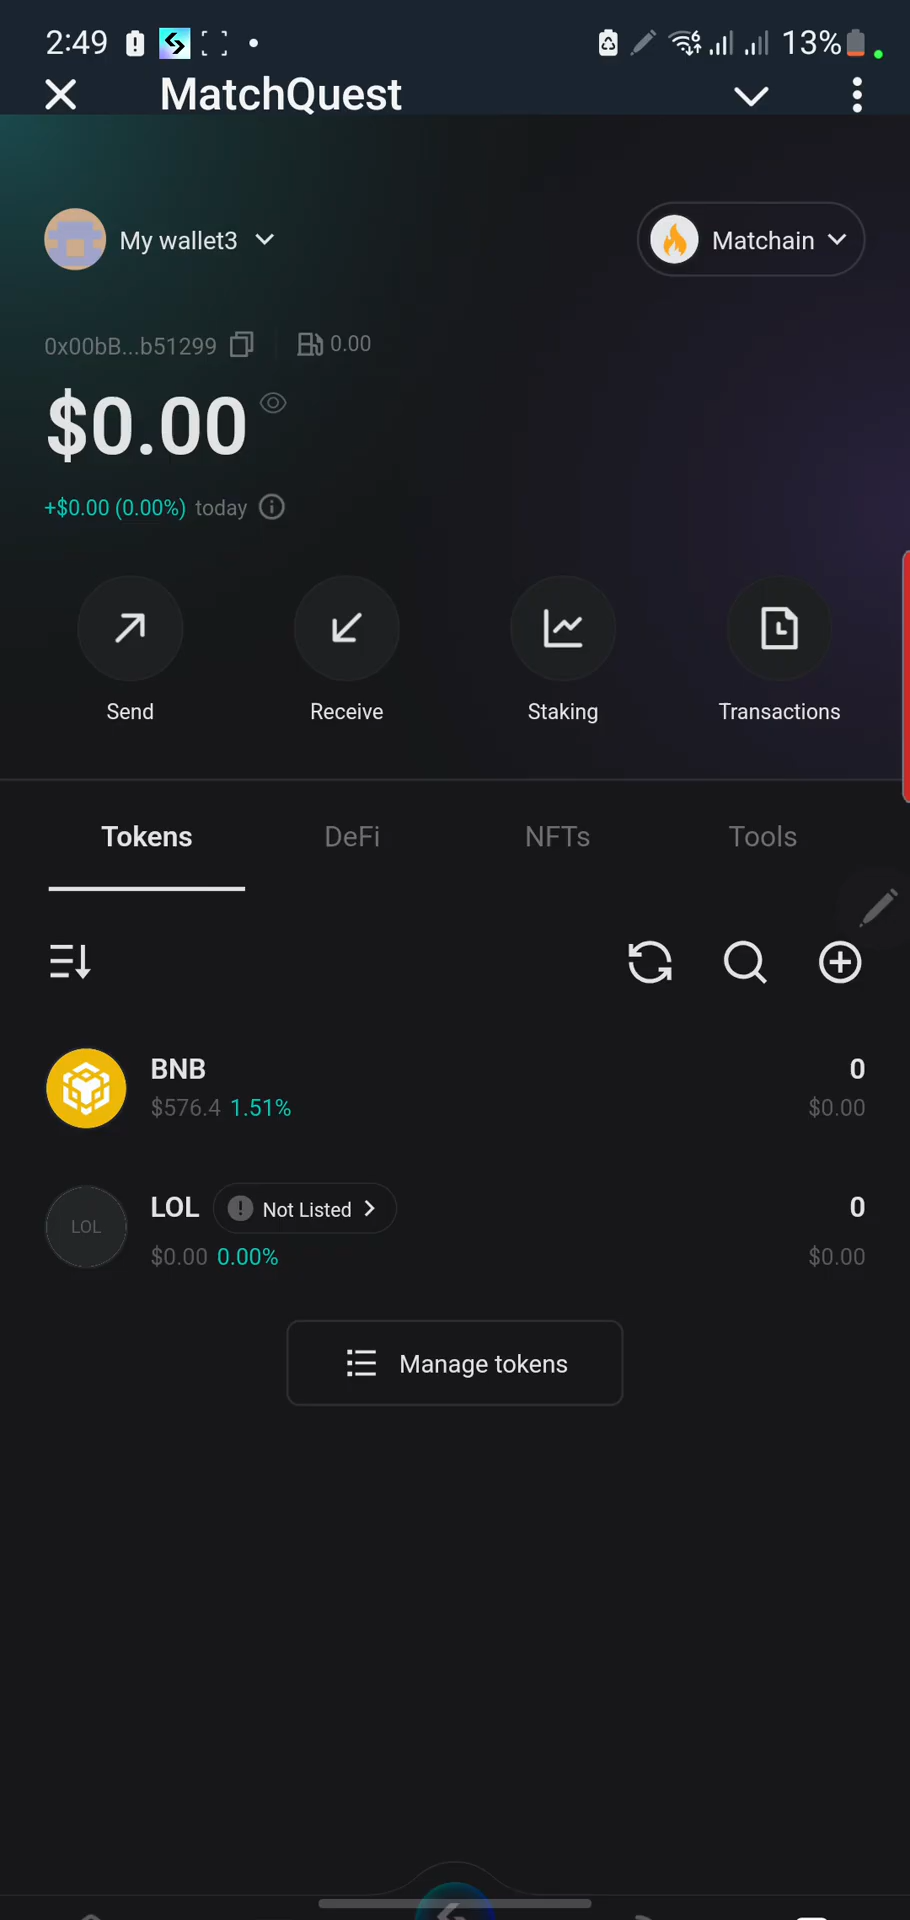 2:49 13%
MatchQuest
My wallet3 Matchain
0x00bB...b51299 0.00
$0.00
+$0.00 (0.00%) today
Send Receive Staking Transactions
Tokens DeFi NFTs Tools
BNB 0
$576.4 1.51% $0.00
LOL LOL Not Listed 0
$0.00 0.00% $0.00
Manage tokens